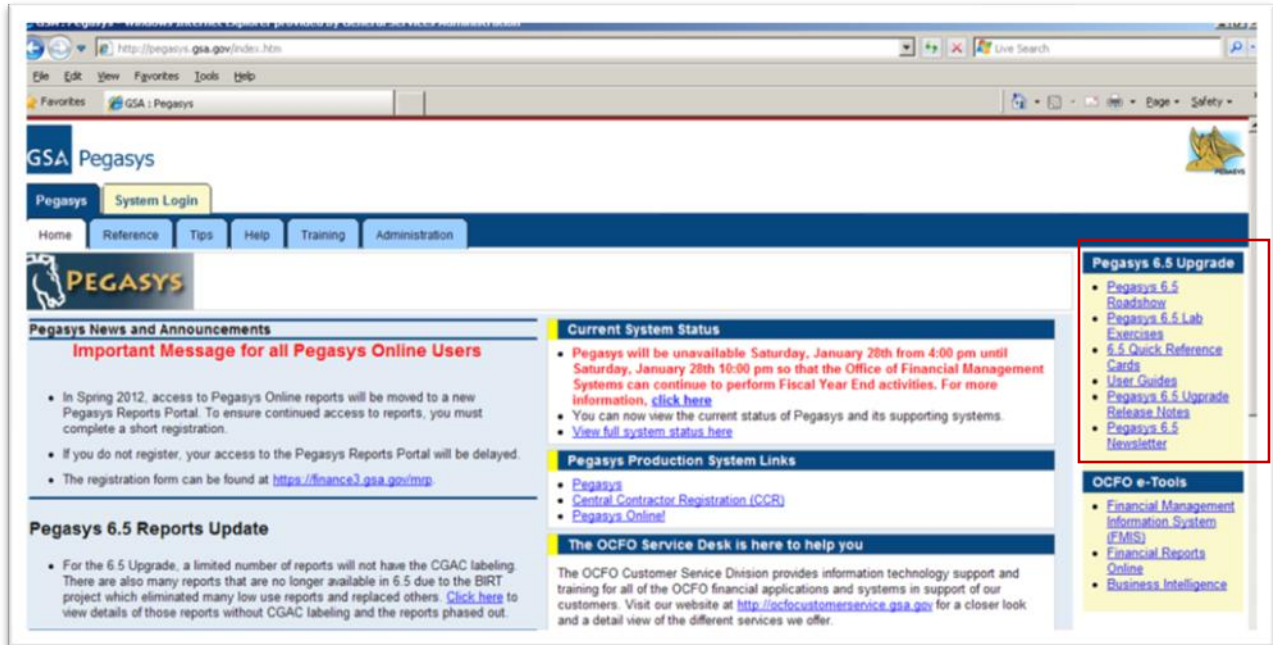 GSA : Pegasys - Windows Internet Explorer provided by General Services Administration
http://pegasys.gsa.gov/index.htm
Live Search
File Edit View Favorites Tools Help
Favorites GSA : Pegasys
Page Safety
GSA Pegasys
PEGASYS
Pegasys System Login
Home Reference Tips Help Training Administration
PEGASYS
Pegasys News and Announcements
Important Message for all Pegasys Online Users
In Spring 2012, access to Pegasys Online reports will be moved to a new
Pegasys Reports Portal. To ensure continued access to reports, you must
complete a short registration.
If you do not register, your access to the Pegasys Reports Portal will be delayed.
The registration form can be found at https://finance3.gsa.gov/mrp.
Pegasys 6.5 Reports Update
For the 6.5 Upgrade, a limited number of reports will not have the CGAC labeling.
There are also many reports that are no longer available in 6.5 due to the BIRT
project which eliminated many low use reports and replaced others. Click here to
view details of those reports without CGAC labeling and the reports phased out.
Current System Status
Pegasys will be unavailable Saturday, January 28th from 4:00 pm until
Saturday, January 28th 10:00 pm so that the Office of Financial Management
Systems can continue to perform Fiscal Year End activities. For more
information, click here
You can now view the current status of Pegasys and its supporting systems.
View full system status here
Pegasys Production System Links
Pegasys
Central Contractor Registration (CCR)
Pegasys Online!
The OCFO Service Desk is here to help you
The OCFO Customer Service Division provides information technology support and
training for all of the OCFO financial applications and systems in support of our
customers. Visit our website at http://ocfocustomerservice.gsa.gov for a closer look
and a detail view of the different services we offer.
Pegasys 6.5 Upgrade
Pegasys 6.5
Roadshow
Pegasys 6.5 Lab
Exercises
6.5 Quick Reference
Cards
User Guides
Pegasys 6.5 Ugprade
Release Notes
Pegasys 6.5
Newsletter
OCFO e-Tools
Financial Management
Information System
(FMIS)
Financial Reports
Online
Business Intelligence